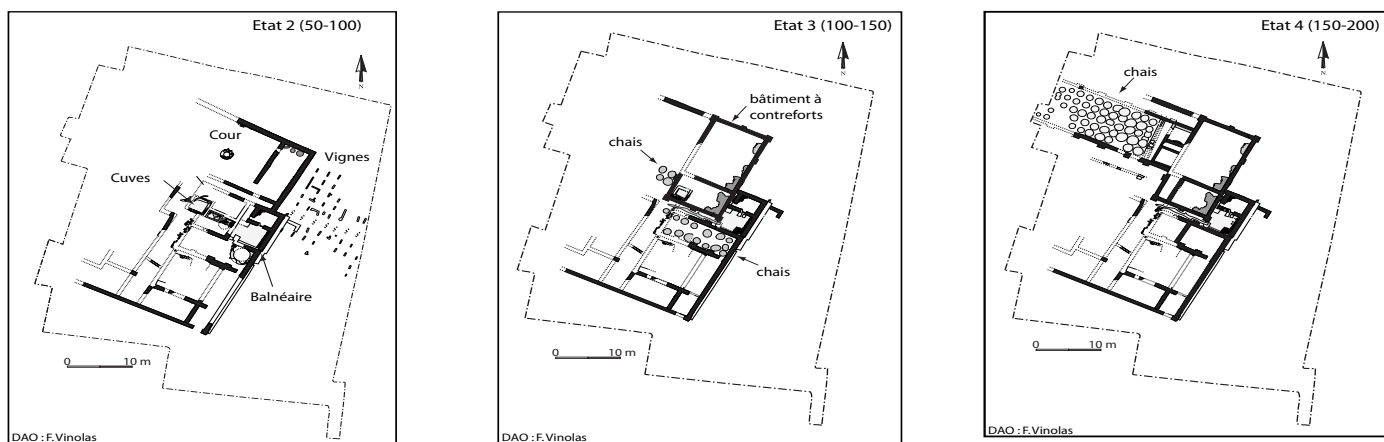 Etat 2 (50-100)
N
Cour
Vignes
Cuves
Balnéaire
0 10 m
DAO : F.Vinolas
Etat 3 (100-150)
N
bâtiment à
contreforts
chais
chais
0 10 m
DAO : F.Vinolas
Etat 4 (150-200)
N
chais
0 10 m
DAO : F.Vinolas